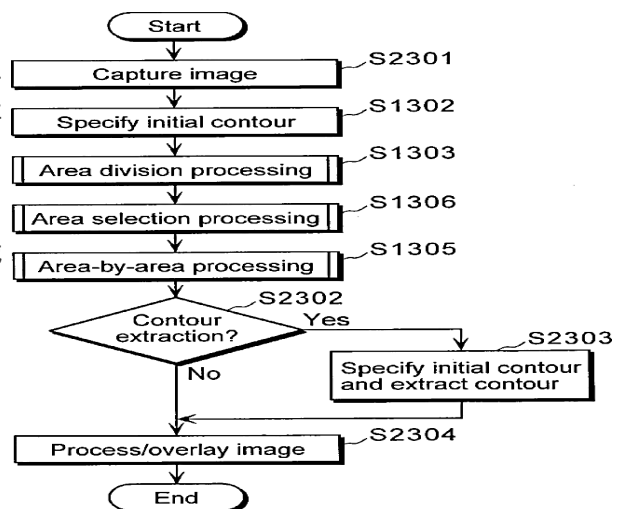 Start
Capture image
S2301
Specify initial contour
S1302
Area division processing
S1303
Area selection processing
S1306
Area-by-area processing
S1305
Contour
extraction?
S2302
Yes
No
Specify initial contour
and extract contour
S2303
Process/overlay image
S2304
End